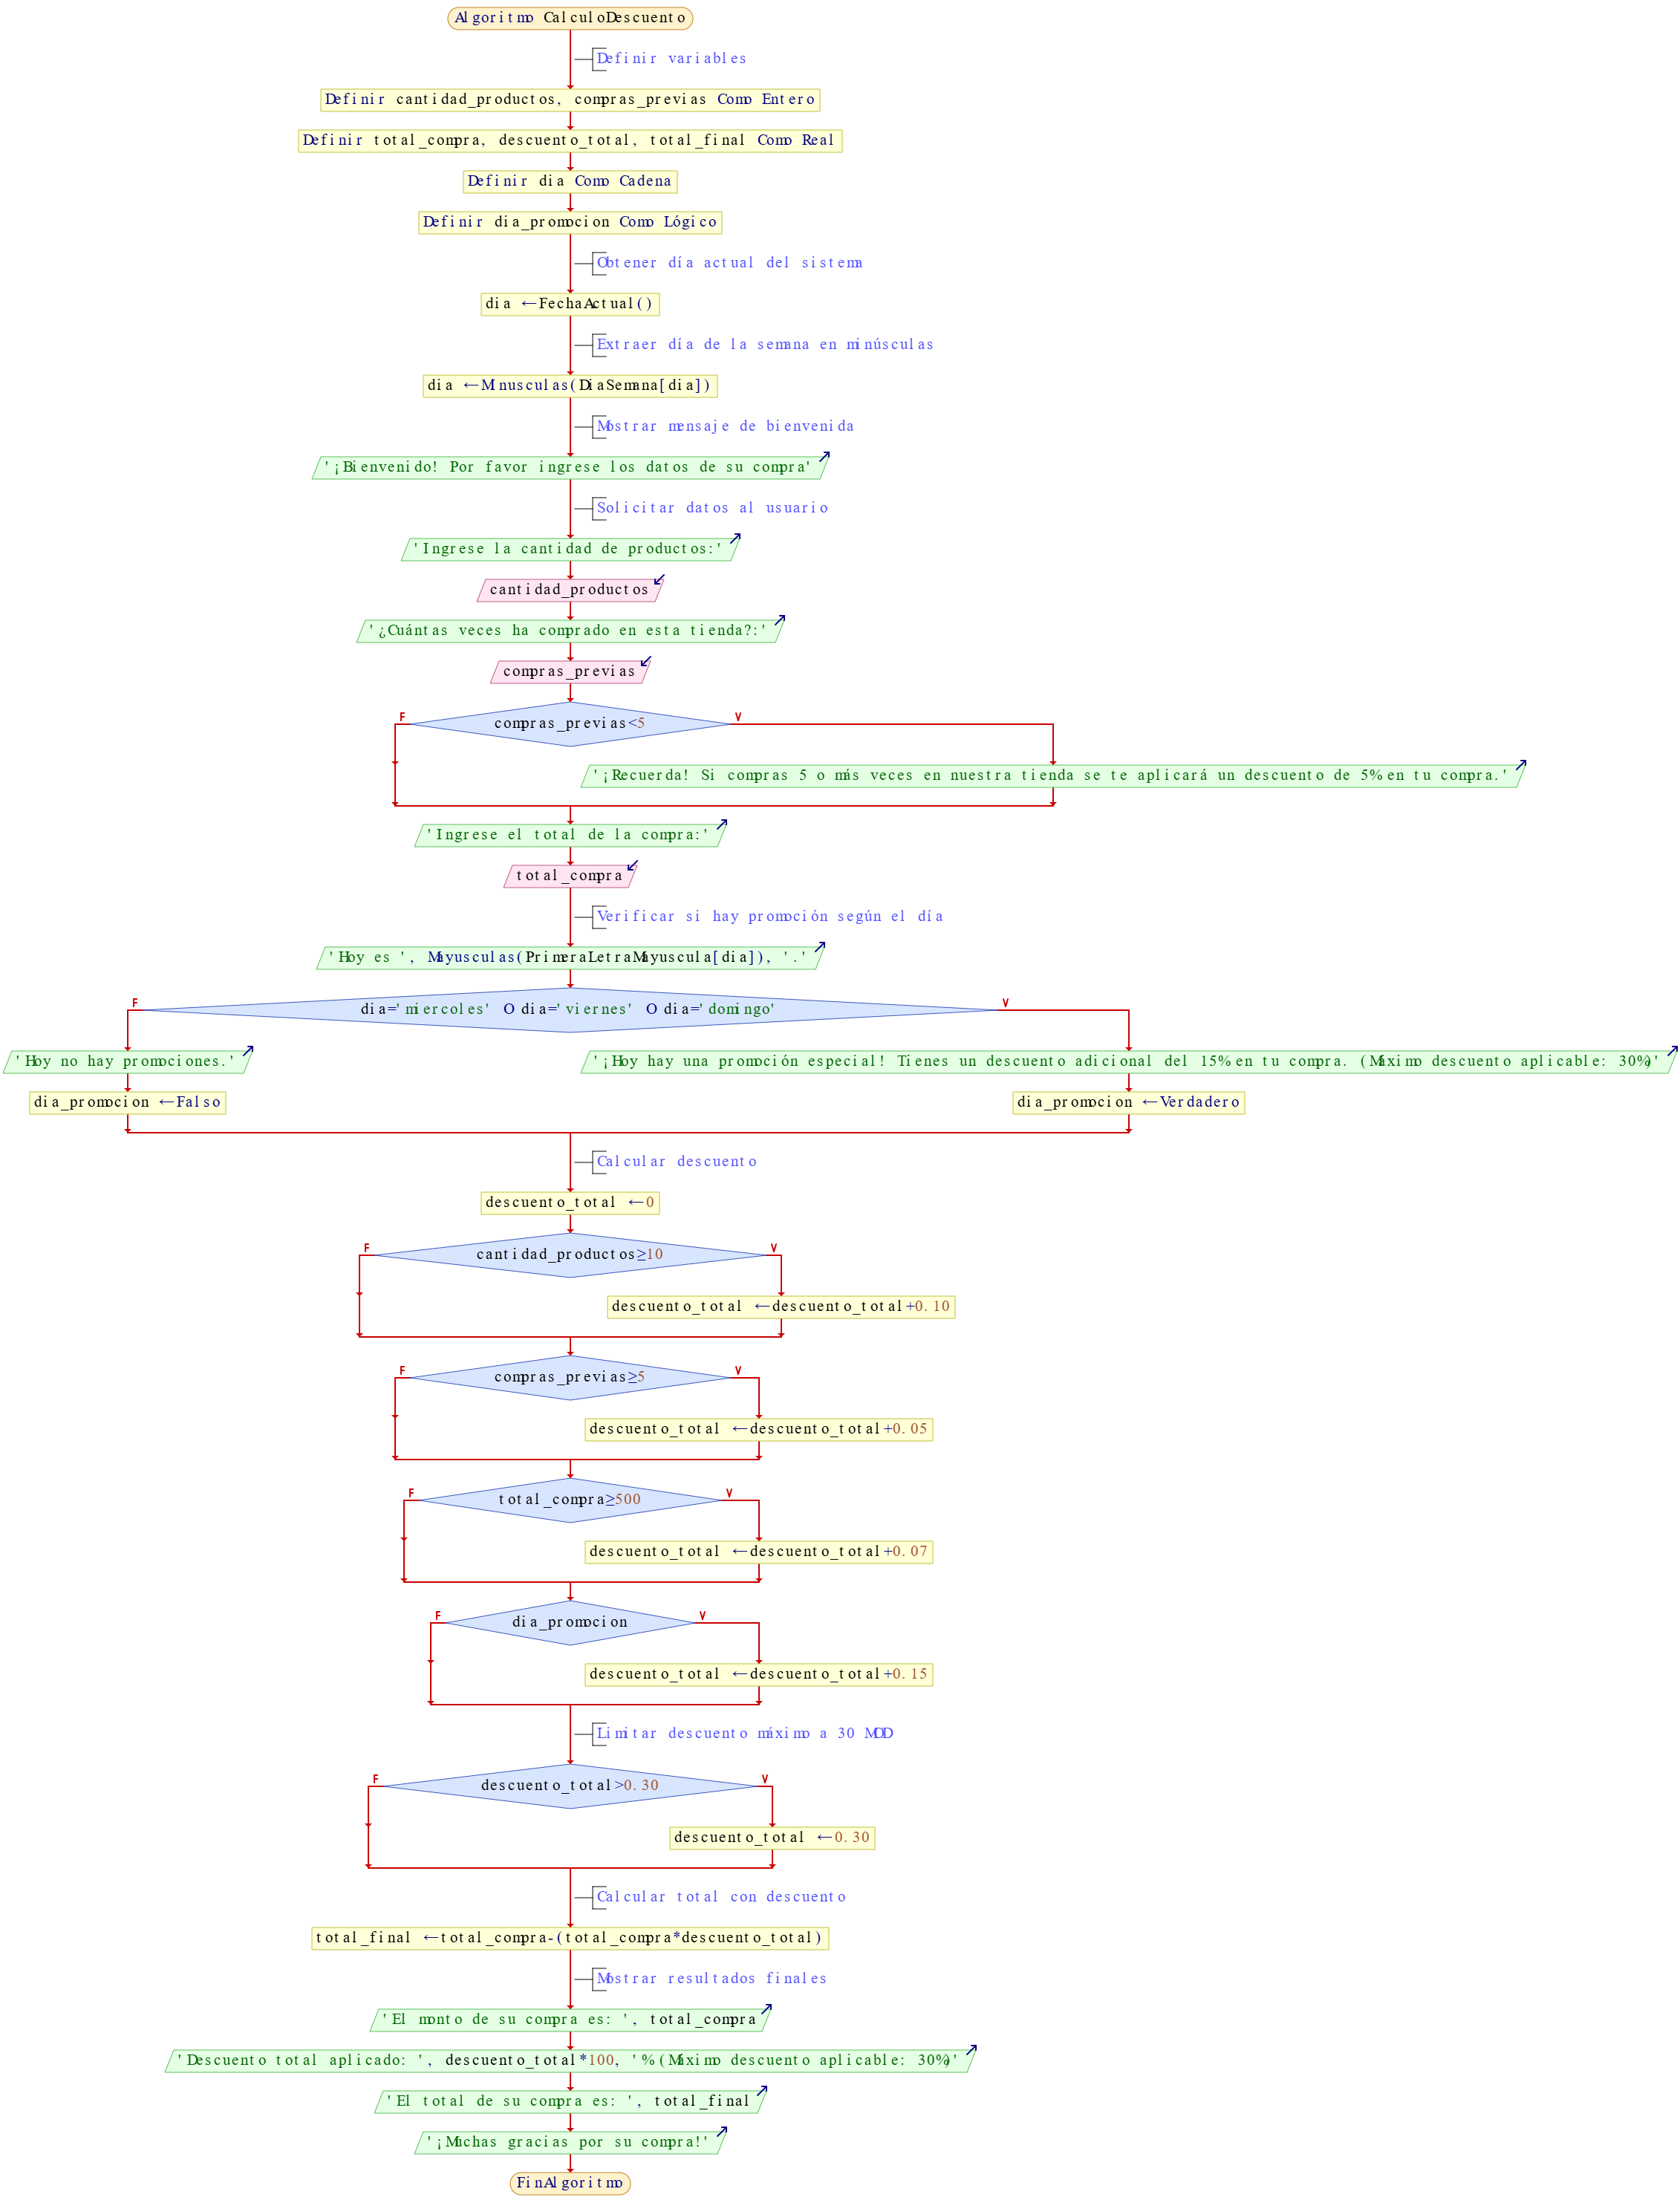 Algoritmo CalculoDescuento
Definir variables
Definir cantidad_productos, compras_previas Como Entero
Definir total_compra, descuento_total, total_final Como Real
Definir dia Como Cadena
Definir dia_promocion Como Lógico
Obtener día actual del sistema
dia ←FechaActual()
Extraer día de la semana en minúsculas
dia ←Minusculas(DiaSemana[dia])
Mostrar mensaje de bienvenida
'¡Bienvenido! Por favor ingrese los datos de su compra'
Solicitar datos al usuario
'Ingrese la cantidad de productos:'
cantidad_productos
'¿Cuántas veces ha comprado en esta tienda?:'
compras_previas
F V
compras_previas<5
'¡Recuerda! Si compras 5 o más veces en nuestra tienda se te aplicará un descuento de 5% en tu compra.'
'Ingrese el total de la compra:'
total_compra
Verificar si hay promoción según el día
'Hoy es ', Mayusculas(PrimeraLetraMayuscula[dia]), '.'
F V
dia='miercoles' O dia='viernes' O dia='domingo'
'Hoy no hay promociones.' '¡Hoy hay una promoción especial! Tienes un descuento adicional del 15% en tu compra. (Máximo descuento aplicable: 30%)'
dia_promocion ←Falso dia_promocion ←Verdadero
Calcular descuento
descuento_total ←0
F V
cantidad_productos≥10
descuento_total ←descuento_total+0.10
F V
compras_previas≥5
descuento_total ←descuento_total+0.05
F V
total_compra≥500
descuento_total ←descuento_total+0.07
F V
dia_promocion
descuento_total ←descuento_total+0.15
Limitar descuento máximo a 30 MOD
F V
descuento_total>0.30
descuento_total ←0.30
Calcular total con descuento
total_final ←total_compra-(total_compra*descuento_total)
Mostrar resultados finales
'El monto de su compra es: ', total_compra
'Descuento total aplicado: ', descuento_total*100, '% (Máximo descuento aplicable: 30%)'
'El total de su compra es: ', total_final
'¡Muchas gracias por su compra!'
FinAlgoritmo